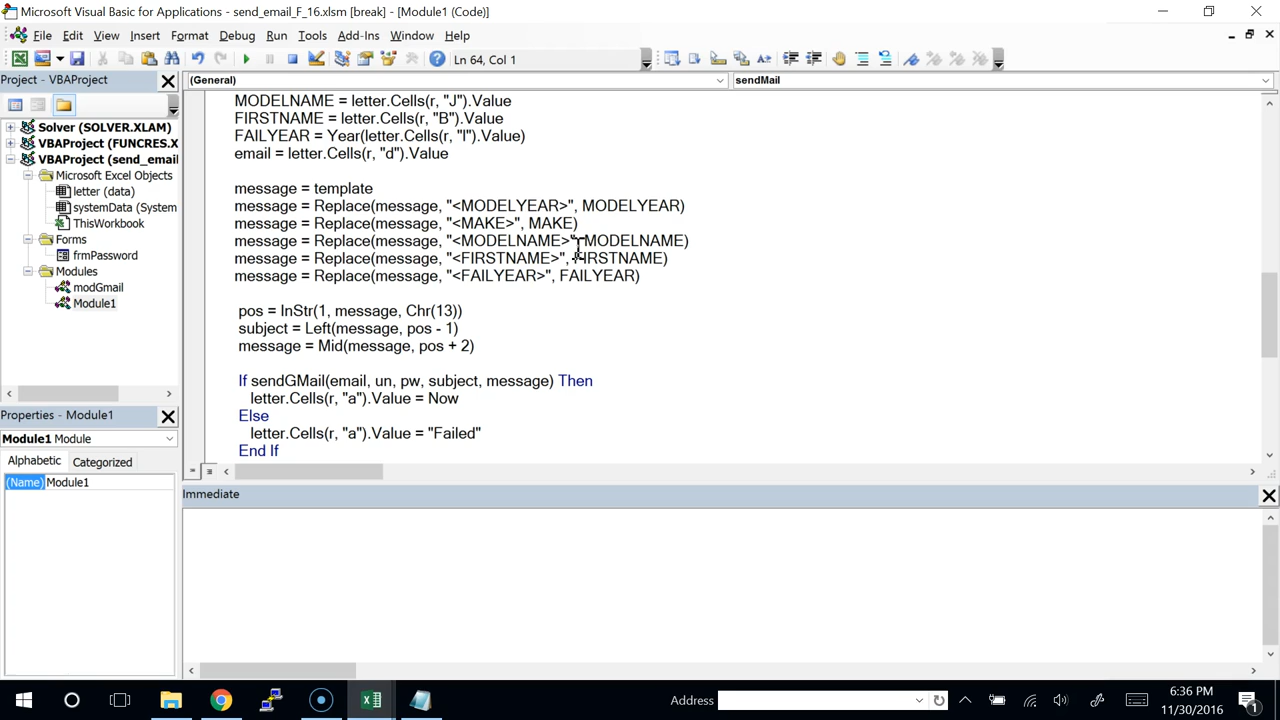 Microsoft Visual Basic for Applications - send_email_F_16.xlsm [break] - [Module1 (Code)]
File Edit View Insert Format Debug Run Tools Add-Ins Window Help
Ln 64, Col 1
Project - VBAProject
(General)
sendMail
Solver (SOLVER.XLAM)
VBAProject (FUNCRES.X
VBAProject (send_email
Microsoft Excel Objects
letter (data)
systemData (System
ThisWorkbook
Forms
frmPassword
Modules
modGmail
Module1
MODELNAME = letter.Cells(r, "J").Value
FIRSTNAME = letter.Cells(r, "B").Value
FAILYEAR = Year(letter.Cells(r, "l").Value)
email = letter.Cells(r, "d").Value
message = template
message = Replace(message, "<MODELYEAR>", MODELYEAR)
message = Replace(message, "<MAKE>", MAKE)
message = Replace(message, "<MODELNAME>", MODELNAME)
message = Replace(message, "<FIRSTNAME>", FIRSTNAME)
message = Replace(message, "<FAILYEAR>", FAILYEAR)
pos = InStr(1, message, Chr(13))
subject = Left(message, pos - 1)
message = Mid(message, pos + 2)
If sendGMail(email, un, pw, subject, message) Then
letter.Cells(r, "a").Value = Now
Else
letter.Cells(r, "a").Value = "Failed"
End If
Properties - Module1
Module1 Module
Alphabetic Categorized
(Name) Module1
Immediate
Address
6:36 PM
11/30/2016
1